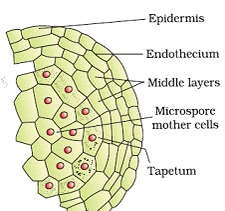 Epidermis
Endothecium
Middle layers
Microspore
mother cells
Tapetum